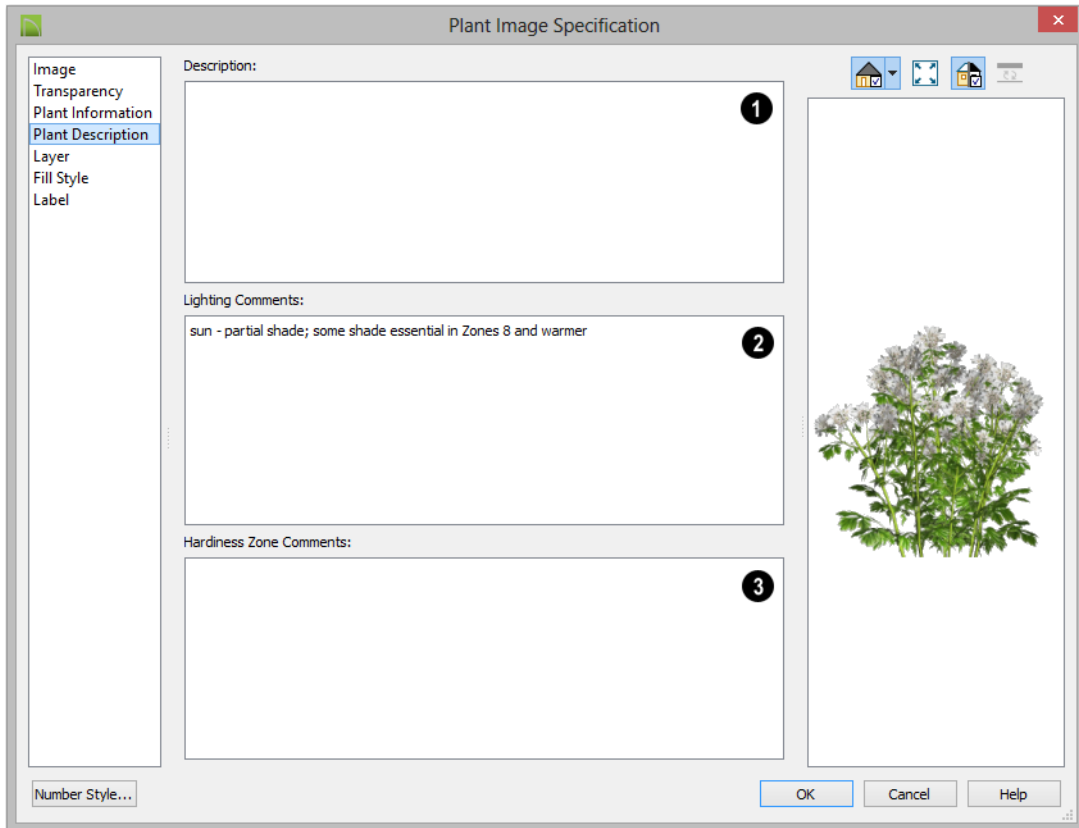 Plant Image Specification
Image
Transparency
Plant Information
Plant Description
Layer
Fill Style
Label
Description:
1
Lighting Comments:
sun - partial shade; some shade essential in Zones 8 and warmer
2
Hardiness Zone Comments:
3
Number Style...
OK
Cancel
Help